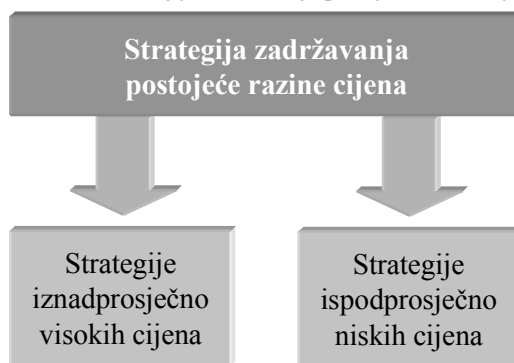 Strategija zadržavanja
postojeće razine cijena
Strategije
iznadprosječno
visokih cijena
Strategije
ispodprosječno
niskih cijena